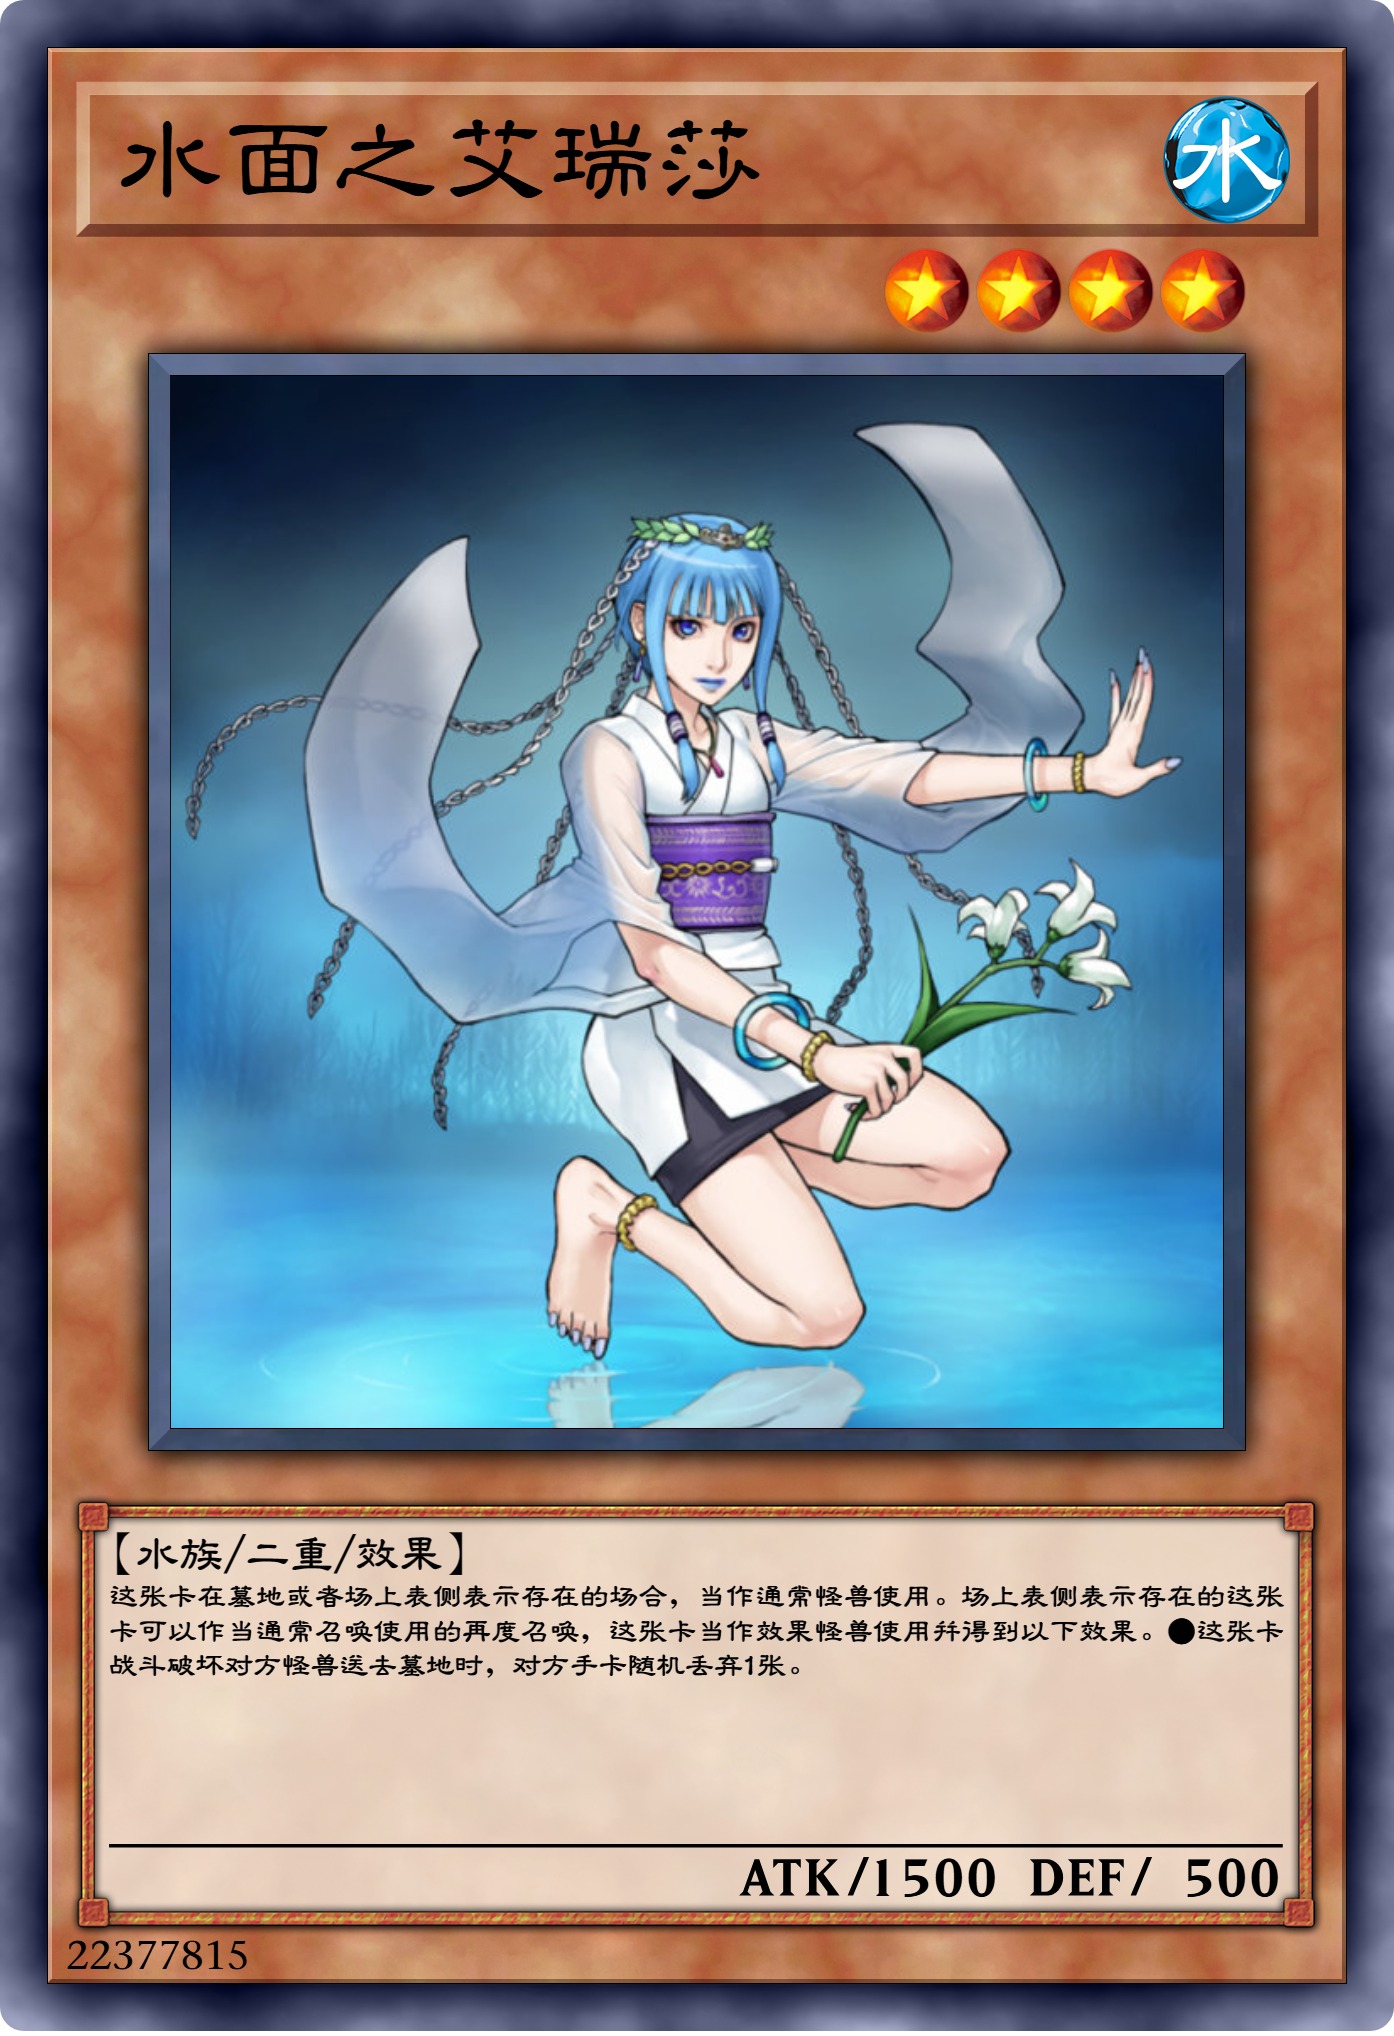 水面之艾瑞莎
水
【水族/二重/效果】
这张卡在墓地或者场上表侧表示存在的场合，当作通常怪兽使用。场上表侧表示存在的这张
卡可以作当通常召唤使用的再度召唤，这张卡当作效果怪兽使用并得到以下效果。●这张卡
战斗破坏对方怪兽送去墓地时，对方手卡随机丢弃1张。
ATK/1500 DEF/ 500
22377815